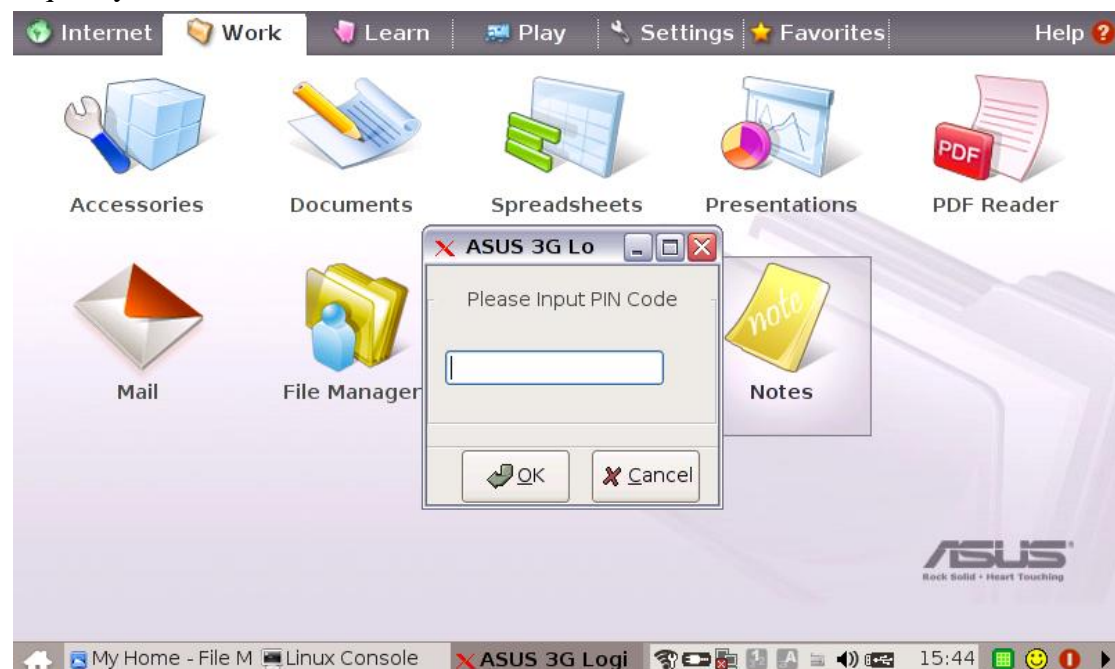 Internet Work Learn Play Settings Favorites Help ?
PDF
Accessories Documents Spreadsheets Presentations PDF Reader
ASUS 3G Lo
Please Input PIN Code
note
Mail File Manager Notes
OK Cancel
ASUS
Rock Solid • Heart Touching
My Home - File M Linux Console ASUS 3G Logi 15:44